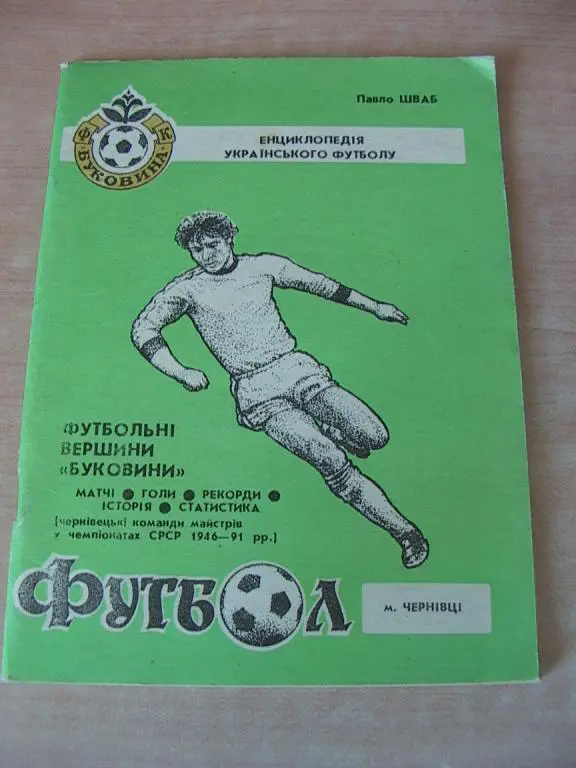 Павло ШВАБ
ФК
БУКОВИНА
ЕНЦИКЛОПЕДІЯ
УКРАЇНСЬКОГО ФУТБОЛУ
ФУТБОЛЬНІ
ВЕРШИНИ
«БУКОВИНИ»
МАТЧІ ● ГОЛИ ● РЕКОРДИ ●
ІСТОРІЯ ● СТАТИСТИКА
[чернівецькі команди майстрів
у чемпіонатах СРСР 1946—91 рр.]
ФУТБОЛ
м. ЧЕРНІВЦІ